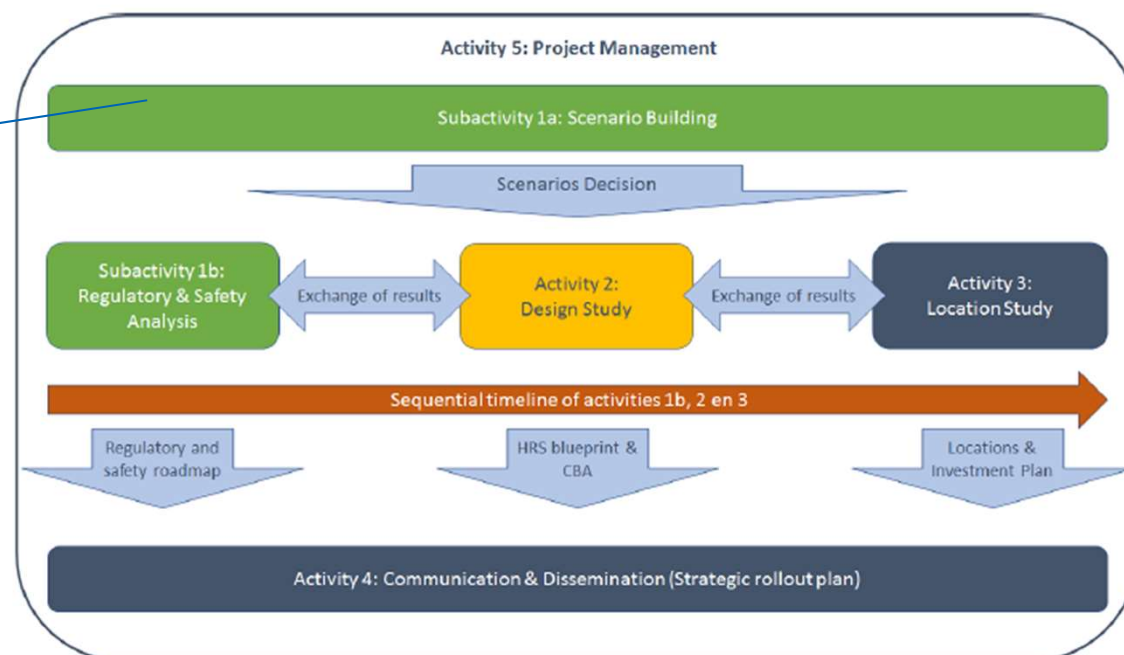 Activity 5: Project Management
Subactivity 1a: Scenario Building
Scenarios Decision
Subactivity 1b:
Regulatory & Safety
Analysis
Exchange of results
Activity 2:
Design Study
Exchange of results
Activity 3:
Location Study
Sequential timeline of activities 1b, 2 en 3
Regulatory and
safety roadmap
HRS blueprint &
CBA
Locations &
Investment Plan
Activity 4: Communication & Dissemination (Strategic rollout plan)